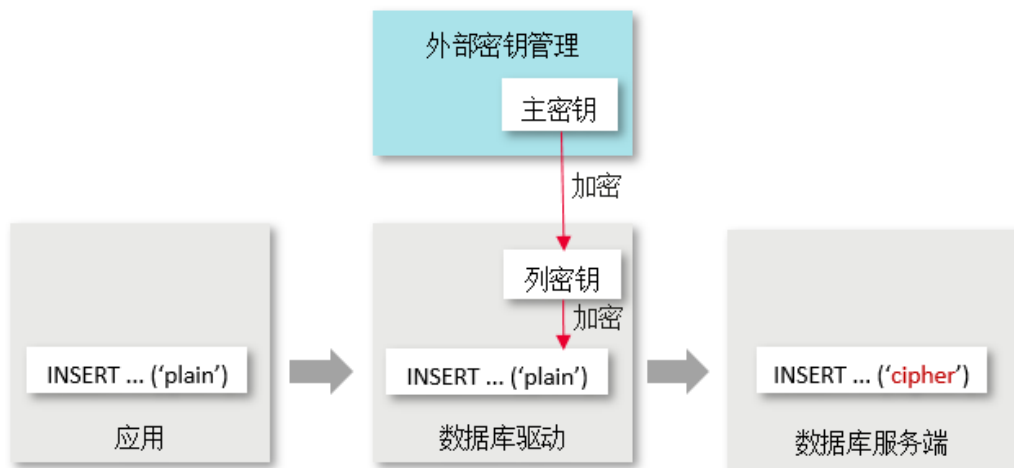 外部密钥管理
主密钥
加密
列密钥
加密
INSERT ... (‘plain’)
INSERT ... (‘plain’)
INSERT ... (‘cipher’)
应用
数据库驱动
数据库服务端